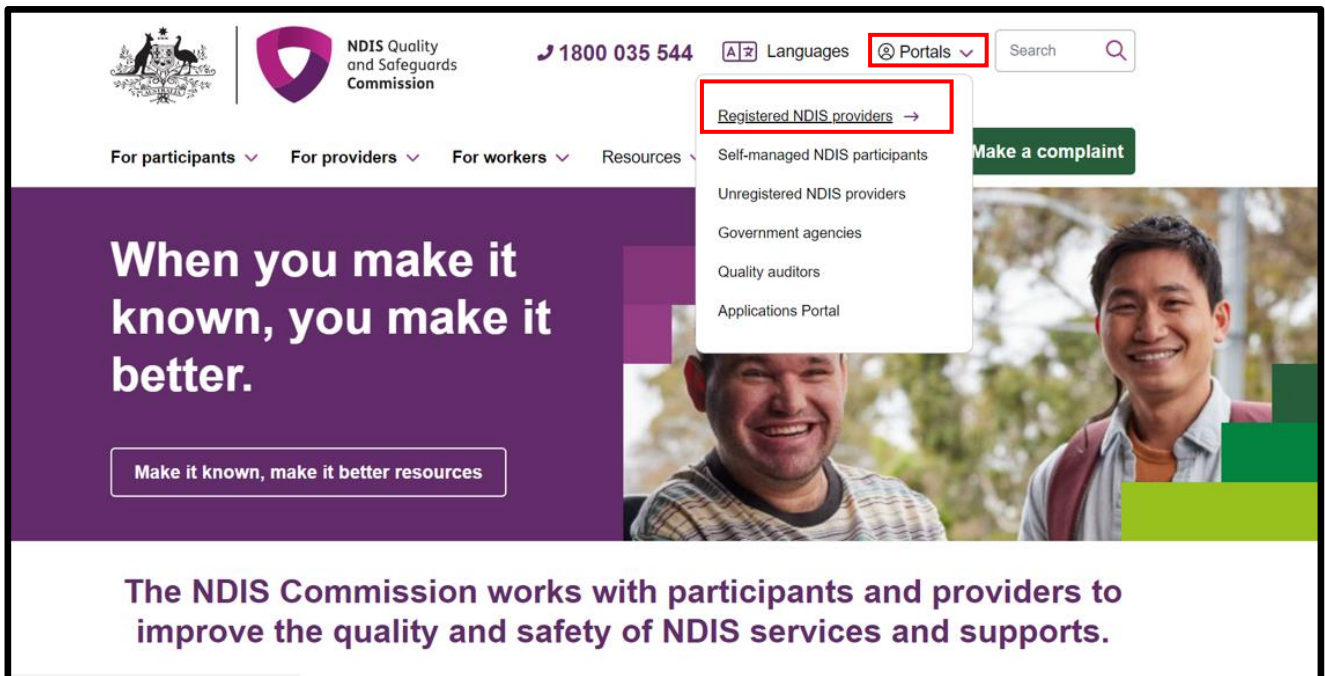 NDIS Quality
and Safeguards
Commission
1800 035 544
Languages
Portals
Search
Registered NDIS providers →
Self-managed NDIS participants
Unregistered NDIS providers
Government agencies
Quality auditors
Applications Portal
For participants
For providers
For workers
Resources
Make a complaint
When you make it
known, you make it
better.
Make it known, make it better resources
The NDIS Commission works with participants and providers to
improve the quality and safety of NDIS services and supports.